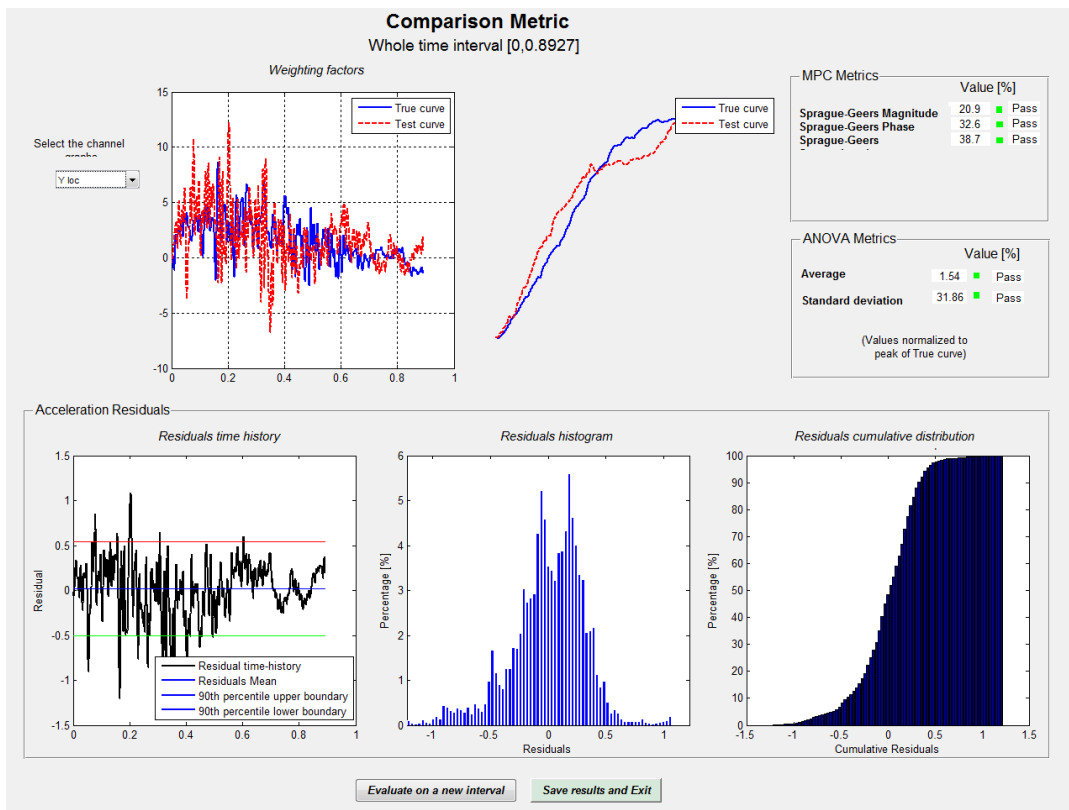 Comparison Metric
Whole time interval [0,0.8927]
Weighting factors
Select the channel
Y loc
15
10
5
0
-5
-10
0
0.2
0.4
0.6
0.8
1
True curve
Test curve
True curve
Test curve
MPC Metrics
Value [%]
Sprague-Geers Magnitude 20.9 Pass
Sprague-Geers Phase 32.6 Pass
Sprague-Geers 38.7 Pass
ANOVA Metrics
Value [%]
Average 1.54 Pass
Standard deviation 31.86 Pass
(Values normalized to
peak of True curve)
Acceleration Residuals
Residuals time history
1.5
1
0.5
0
-0.5
-1
-1.5
0
0.2
0.4
0.6
0.8
1
Residual
Residual time-history
Residuals Mean
90th percentile upper boundary
90th percentile lower boundary
Residuals histogram
6
5
4
3
2
1
0
-1
-0.5
0
0.5
1
Percentage [%]
Residuals
Residuals cumulative distribution
100
90
80
70
60
50
40
30
20
10
0
-1.5
-1
-0.5
0
0.5
1
1.5
Percentage [%]
Cumulative Residuals
Evaluate on a new interval
Save results and Exit